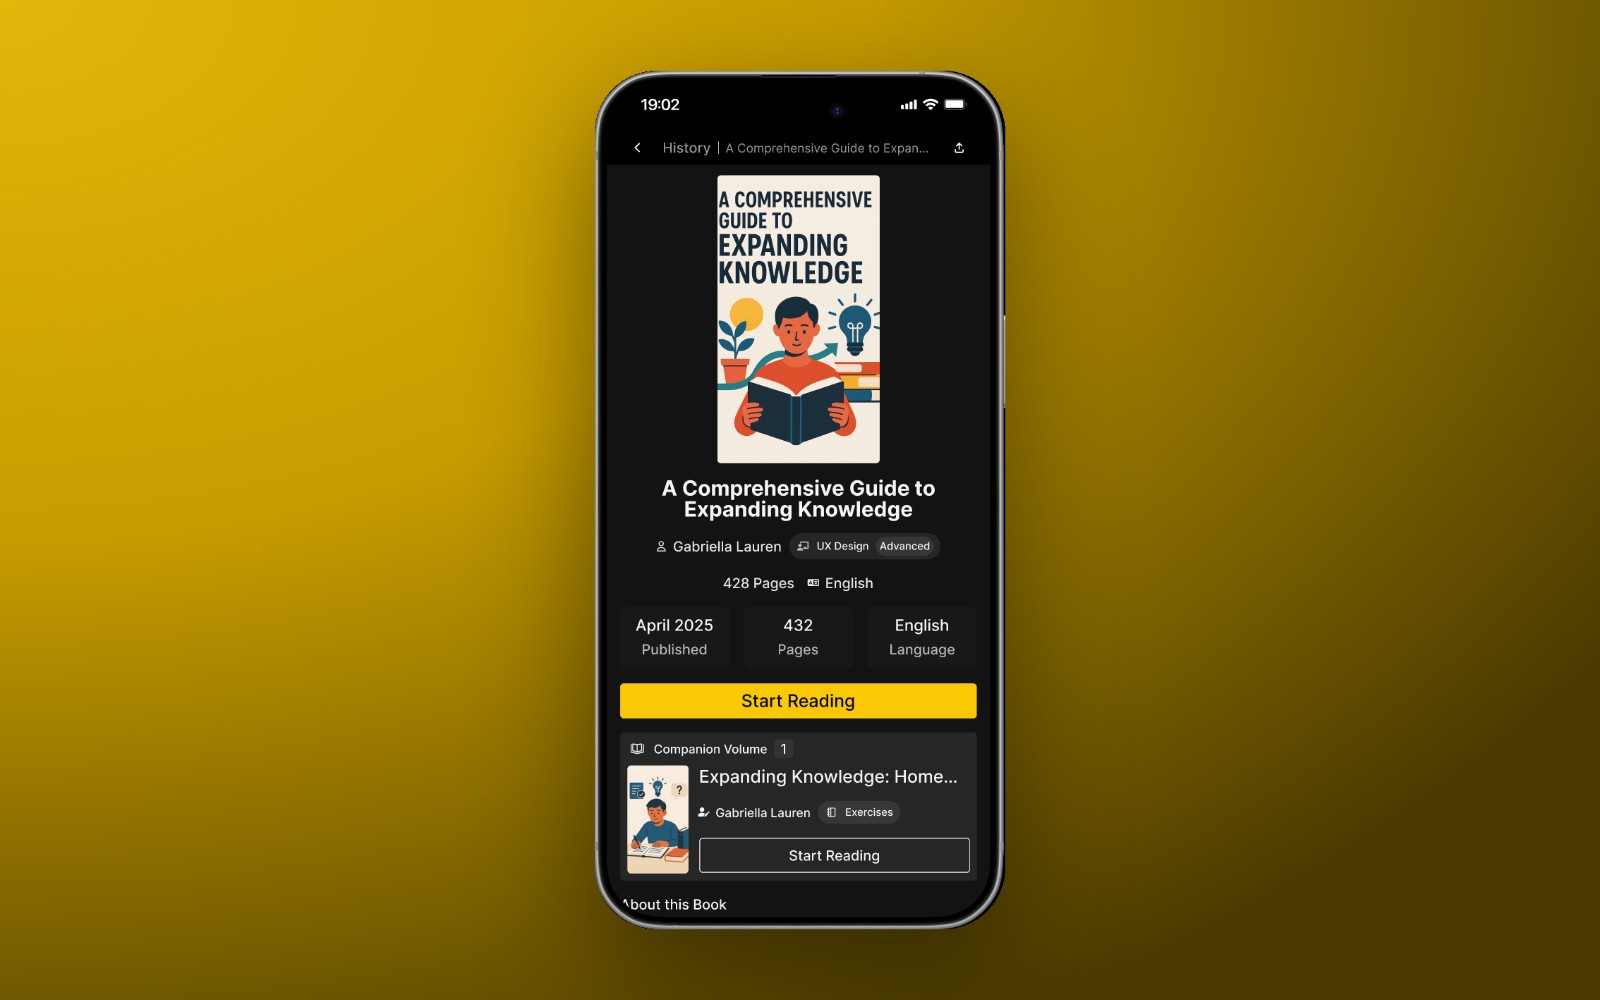 19:02
History | A Comprehensive Guide to Expan...
A COMPREHENSIVE
GUIDE TO
EXPANDING
KNOWLEDGE
A Comprehensive Guide to
Expanding Knowledge
Gabriella Lauren UX Design Advanced
428 Pages English
April 2025 432 English
Published Pages Language
Start Reading
Companion Volume 1
?
Expanding Knowledge: Home...
Gabriella Lauren Exercises
Start Reading
About this Book